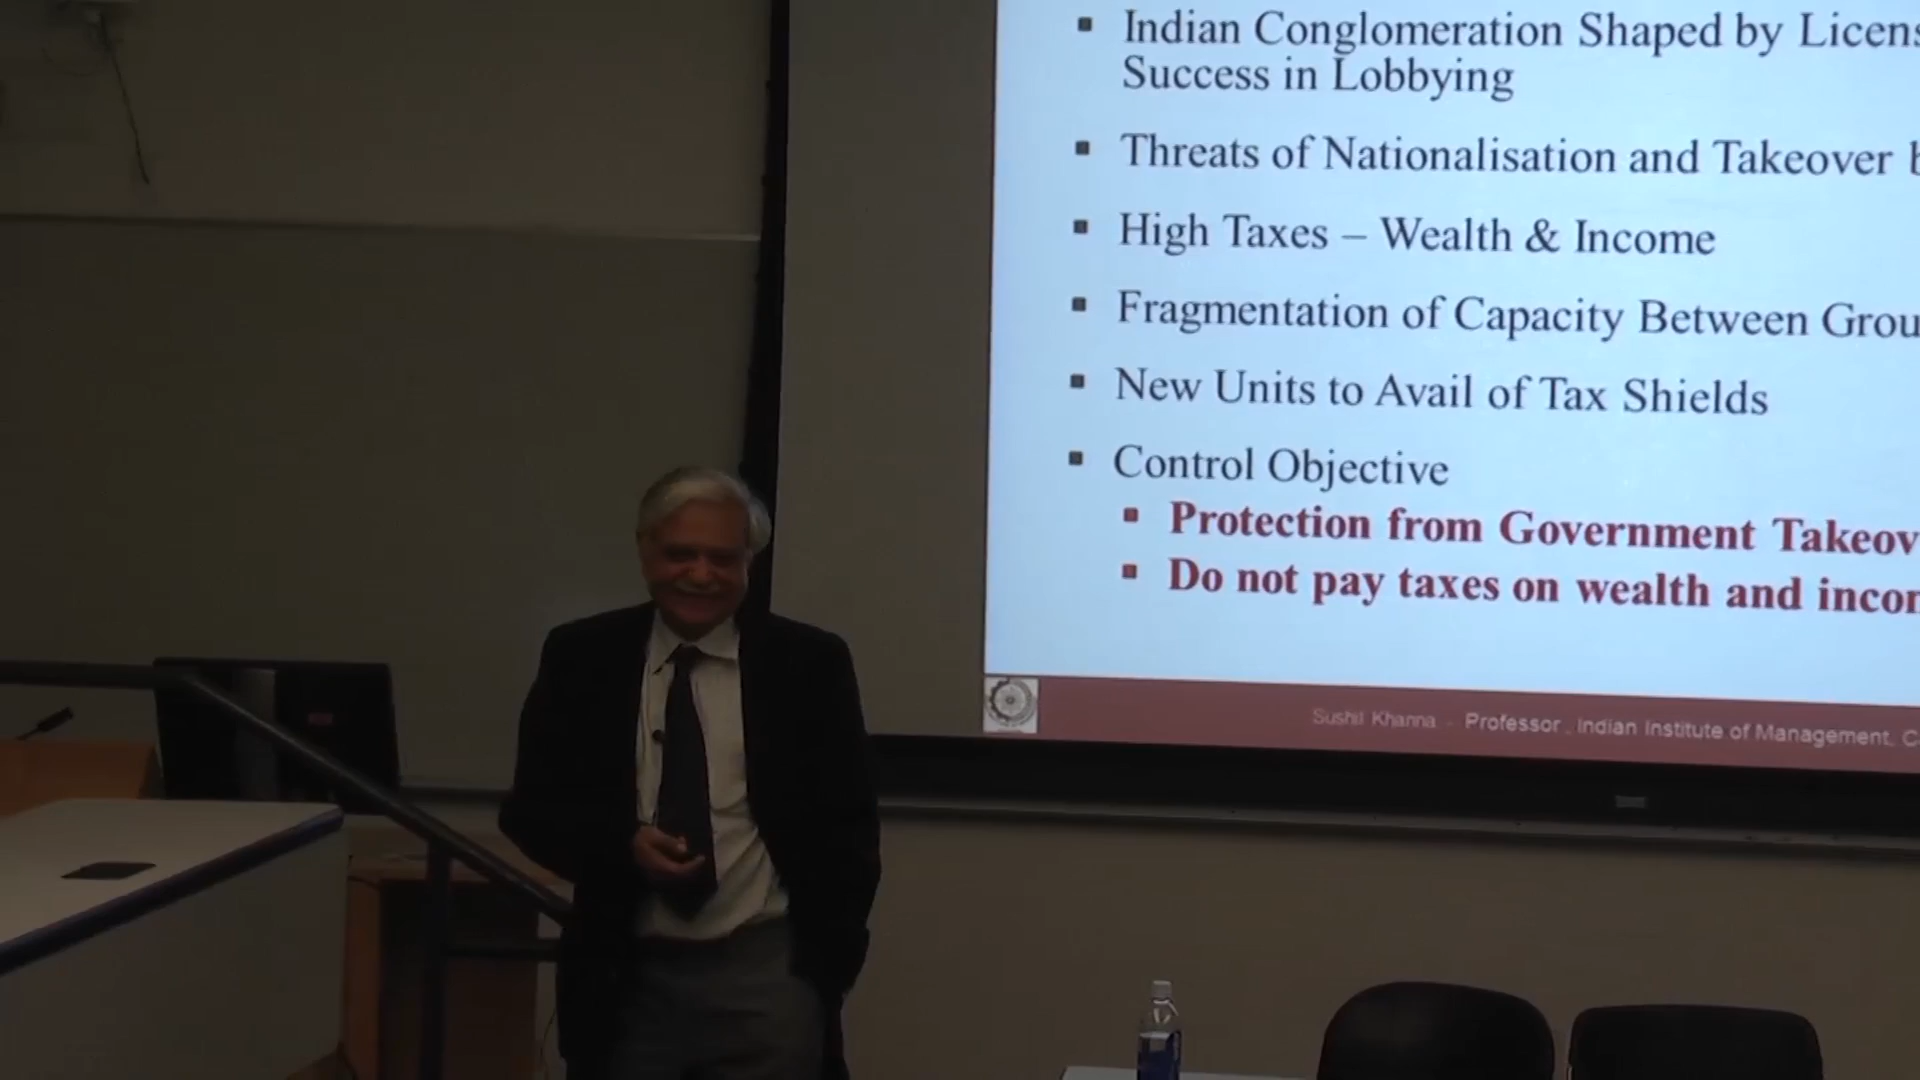 Indian Conglomeration Shaped by Licens
Success in Lobbying
Threats of Nationalisation and Takeover b
High Taxes – Wealth & Income
Fragmentation of Capacity Between Grou
New Units to Avail of Tax Shields
Control Objective
Protection from Government Takeov
Do not pay taxes on wealth and incom
Sushil Khanna - Professor , Indian Institute of Management, C